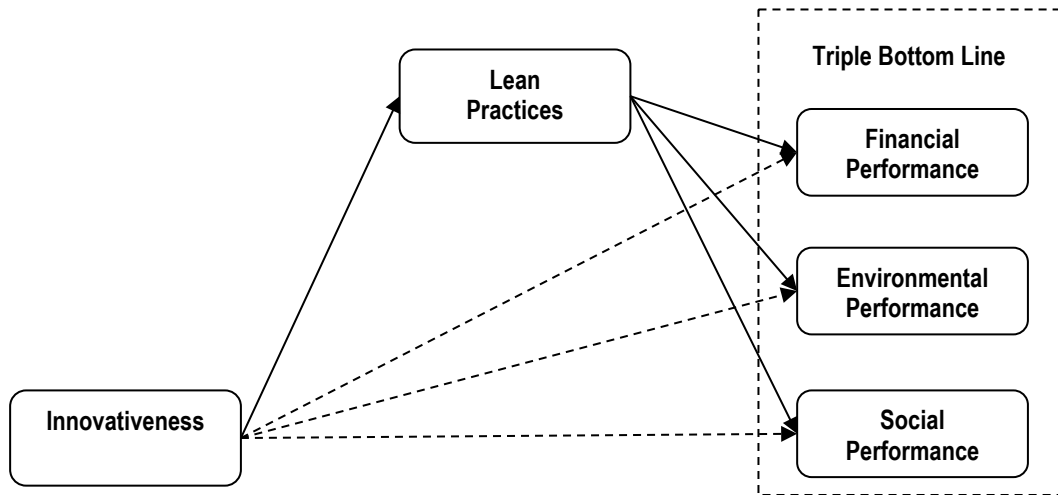 Triple Bottom Line
Lean
Practices
Financial
Performance
Environmental
Performance
Innovativeness
Social
Performance